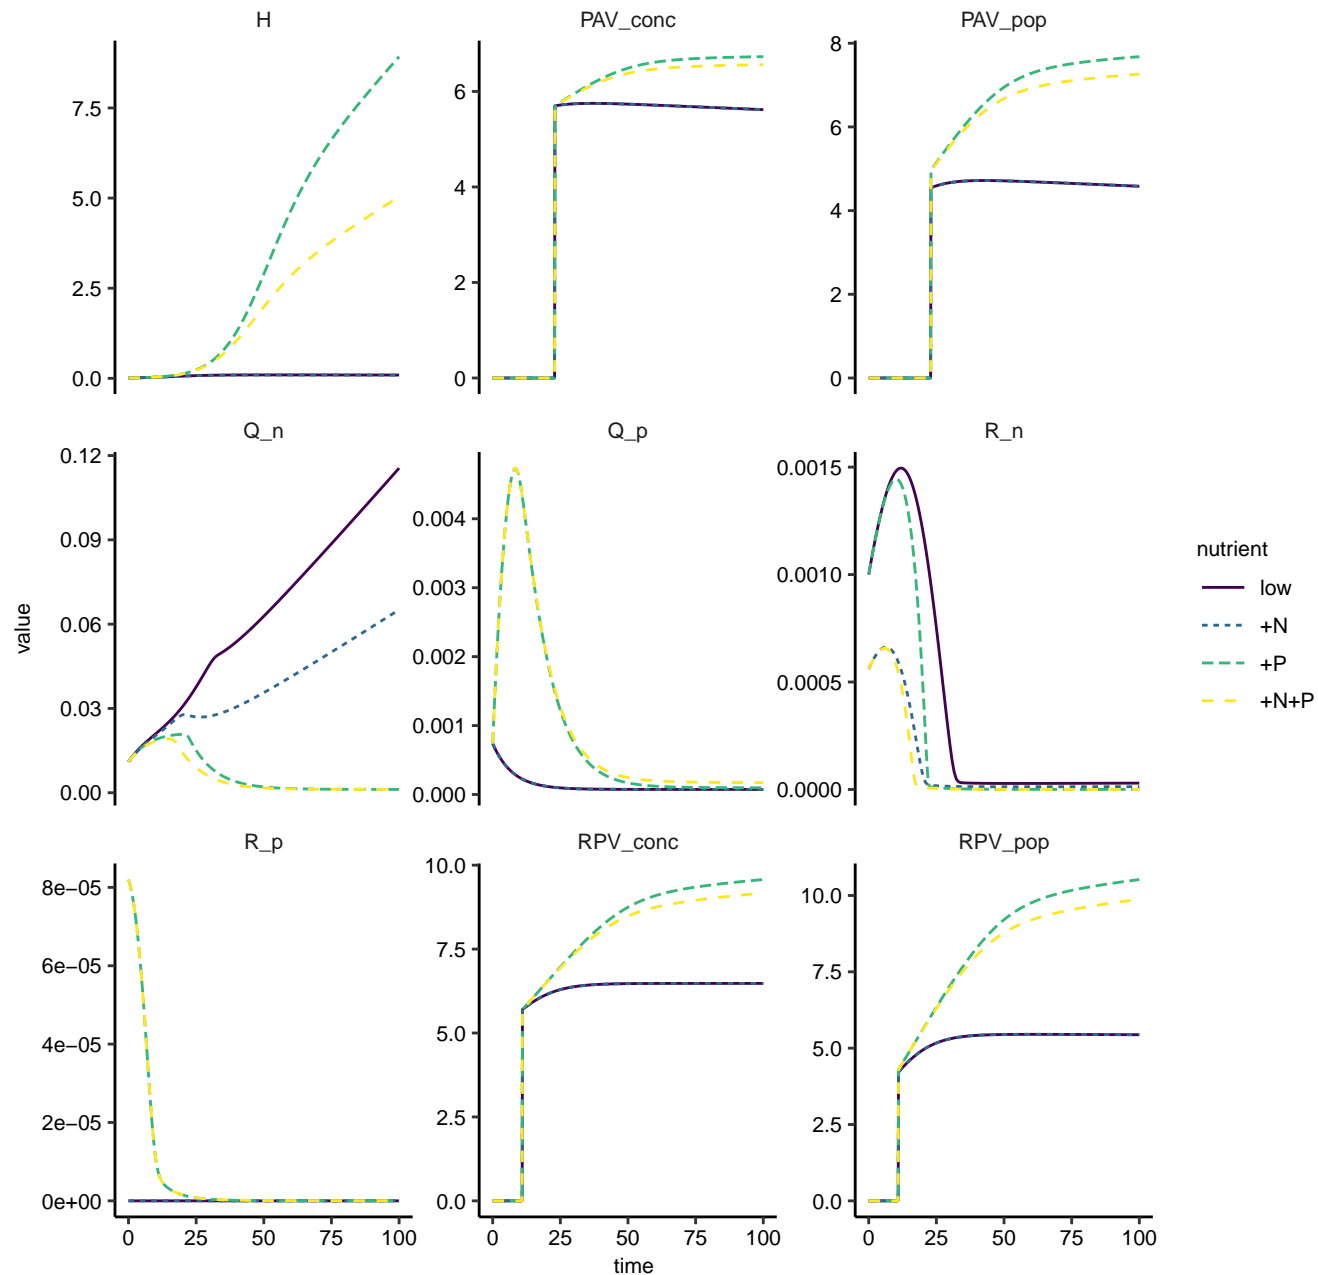 H PAV_conc PAV_pop
7.5
5.0
2.5
0.0
6
4
2
0
8
6
4
2
0
Q_n Q_p R_n
0.12
0.09
0.06
0.03
0.00
0.004
0.003
0.002
0.001
0.000
0.0015
0.0010
0.0005
0.0000
R_p RPV_conc RPV_pop
8e−05
6e−05
4e−05
2e−05
0e+00
10.0
7.5
5.0
2.5
0.0
10.0
7.5
5.0
2.5
0.0
0 25 50 75 100
0 25 50 75 100
0 25 50 75 100
time
value
nutrient
low
+N
+P
+N+P